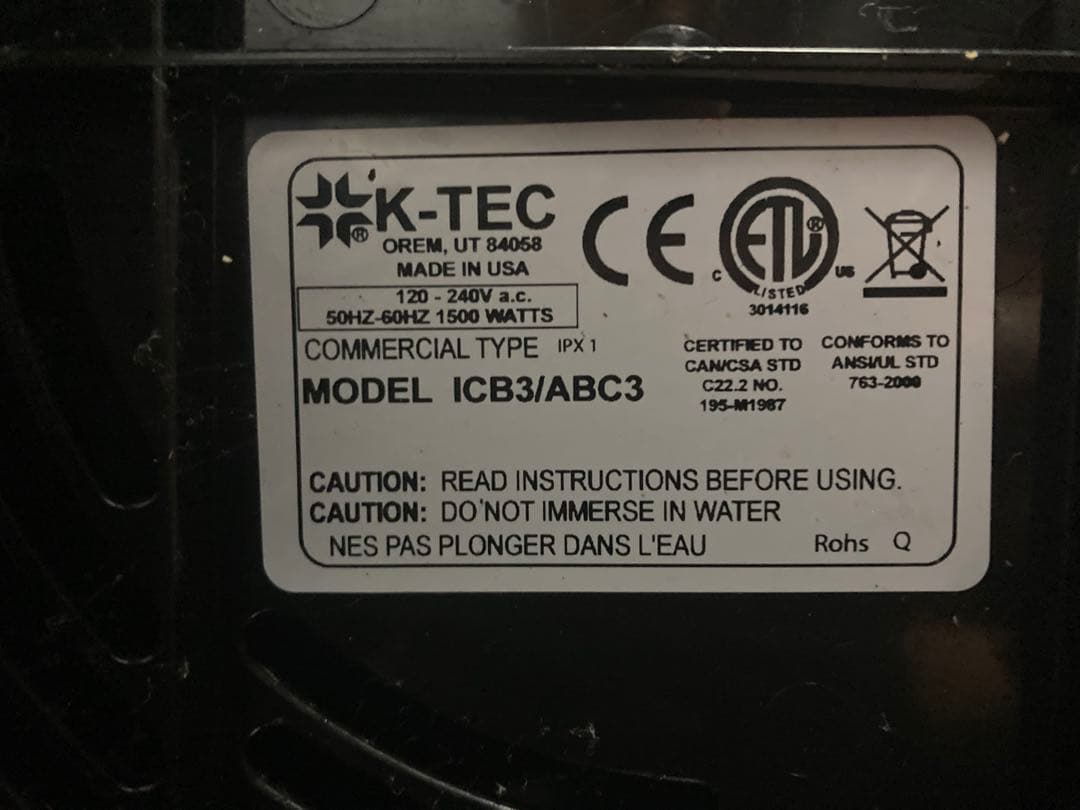 K-TEC
®
OREM, UT 84058
MADE IN USA
120 - 240V a.c.
50HZ-60HZ 1500 WATTS
COMMERCIAL TYPE IPX 1
MODEL ICB3/ABC3
CE
ETL ®
C US
LISTED
3014116
CERTIFIED TO
CAN/CSA STD
C22.2 NO.
195-M1987
CONFORMS TO
ANSI/UL STD
763-2000
CAUTION: READ INSTRUCTIONS BEFORE USING.
CAUTION: DO NOT IMMERSE IN WATER
NES PAS PLONGER DANS L'EAU
Rohs Q